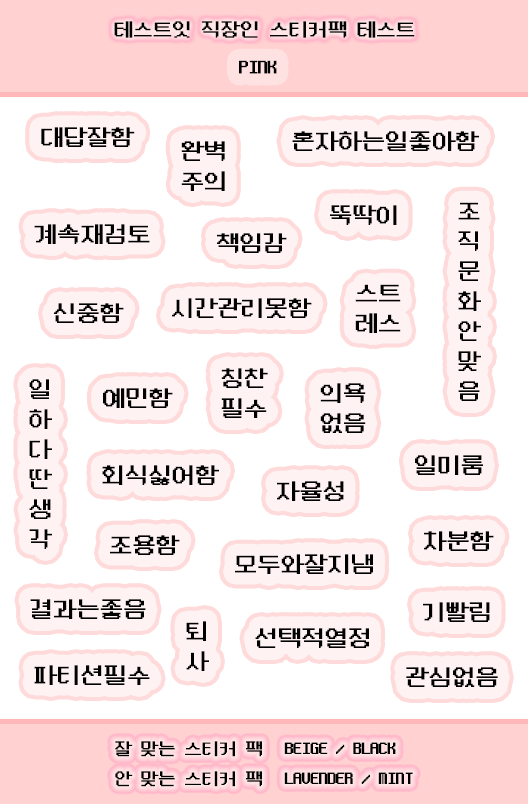 테스트잇 직장인 스티커팩 테스트
PINK
대답잘함
완벽
주의
혼자하는일좋아함
계속재검토
책임감
뚝딱이
조
직
문
화
안
맞
음
신중함
시간관리못함
스트
레스
일
하
다
딴
생
각
예민함
칭찬
필수
의욕
없음
회식싫어함
자율성
일미룸
조용함
모두와잘지냄
차분함
결과는좋음
퇴
사
선택적열정
기빨림
파티션필수
관심없음
잘 맞는 스티커 팩 BEIGE / BLACK
안 맞는 스티커 팩 LAVENDER / MINT